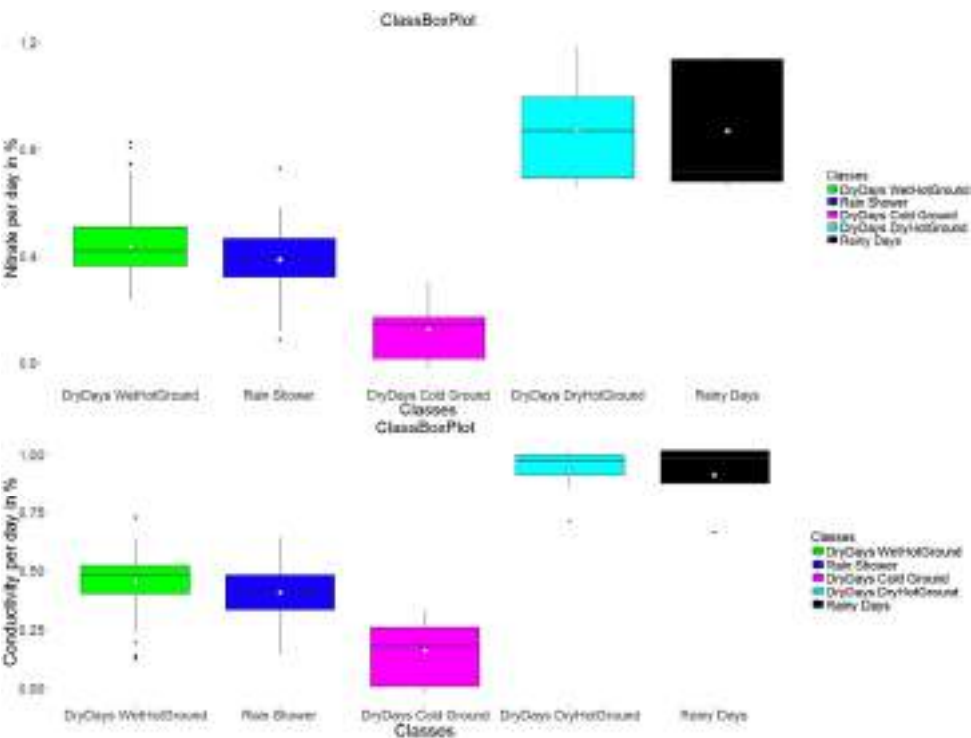 ClassBoxPlot
Nitrate per day in %
1.2
0.8
0.4
0.0
Classes
DryDays WetHotGround
Rain Shower
DryDays Cold Ground
DryDays DryHotGround
Rainy Days
DryDays WetHotGround
Rain Shower
DryDays Cold Ground
DryDays DryHotGround
Rainy Days
Classes
ClassBoxPlot
Conductivity per day in %
1.00
0.75
0.50
0.25
0.00
Classes
DryDays WetHotGround
Rain Shower
DryDays Cold Ground
DryDays DryHotGround
Rainy Days
DryDays WetHotGround
Rain Shower
DryDays Cold Ground
DryDays DryHotGround
Rainy Days
Classes